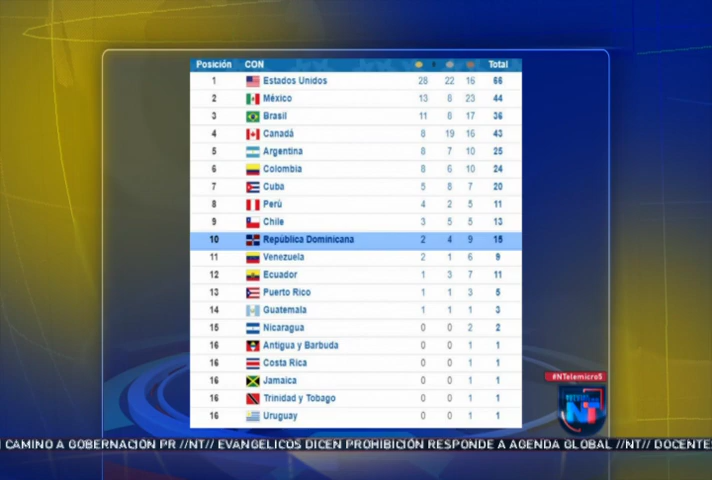 Posición CON Total
1 Estados Unidos 28 22 16 66
2 México 13 8 23 44
3 Brasil 11 8 17 36
4 Canadá 8 19 16 43
5 Argentina 8 7 10 25
6 Colombia 8 6 10 24
7 Cuba 5 8 7 20
8 Perú 4 2 5 11
9 Chile 3 5 5 13
10 República Dominicana 2 4 9 15
11 Venezuela 2 1 6 9
12 Ecuador 1 3 7 11
13 Puerto Rico 1 1 3 5
14 Guatemala 1 1 1 3
15 Nicaragua 0 0 2 2
16 Antigua y Barbuda 0 0 1 1
16 Costa Rica 0 0 1 1
16 Jamaica 0 0 1 1
16 Trinidad y Tobago 0 0 1 1
16 Uruguay 0 0 1 1
#NTelemicro5
NT
CAMINO A GOBERNACIÓN PR //NT// EVANGELICOS DICEN PROHIBICIÓN RESPONDE A AGENDA GLOBAL //NT// DOCENTES